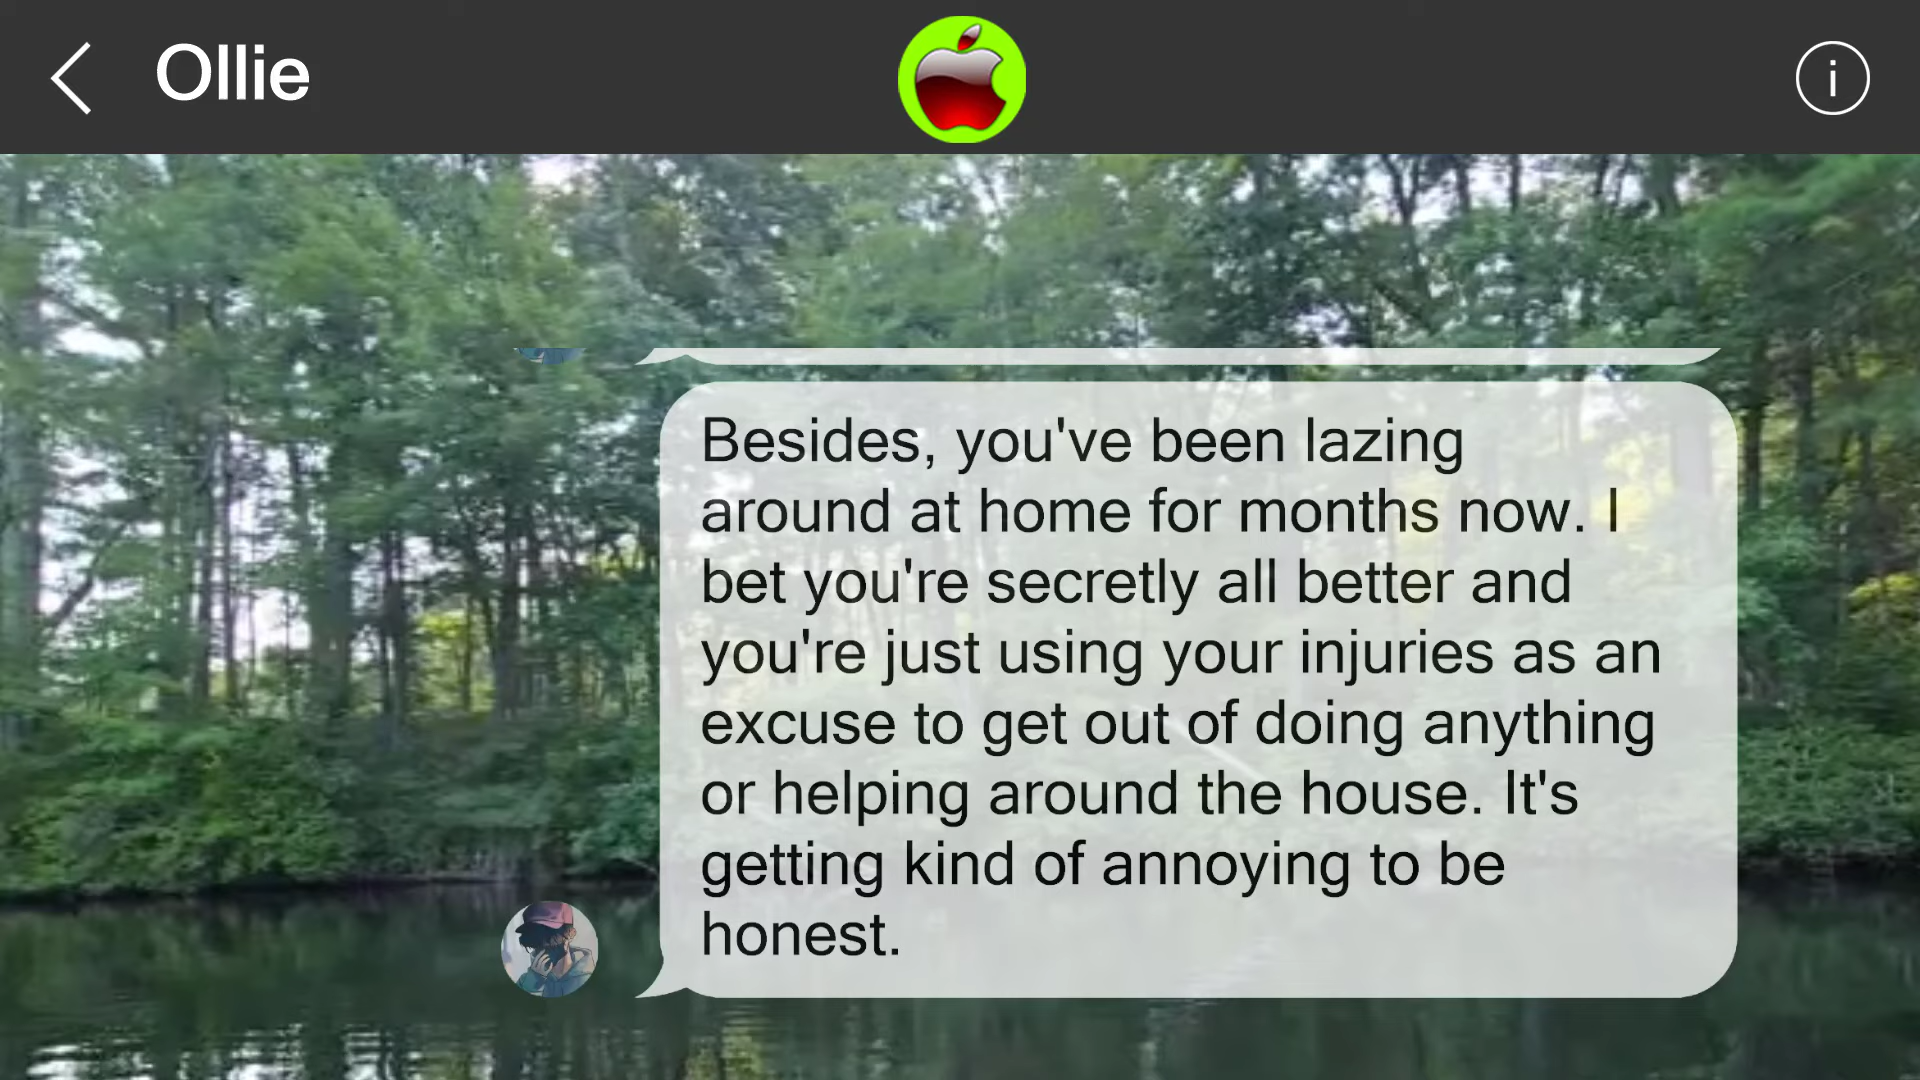 Ollie
i
Besides, you've been lazing
around at home for months now. I
bet you're secretly all better and
you're just using your injuries as an
excuse to get out of doing anything
or helping around the house. It's
getting kind of annoying to be
honest.